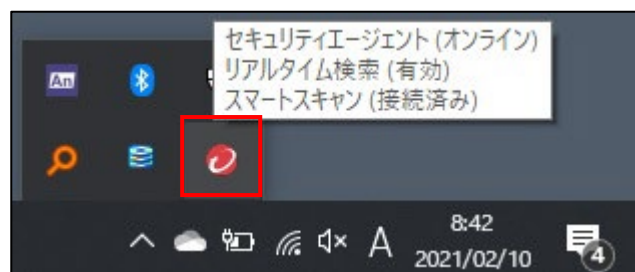 セキュリティエージェント (オンライン)
リアルタイム検索 (有効)
スマートスキャン (接続済み)
An
A
8:42
2021/02/10
4